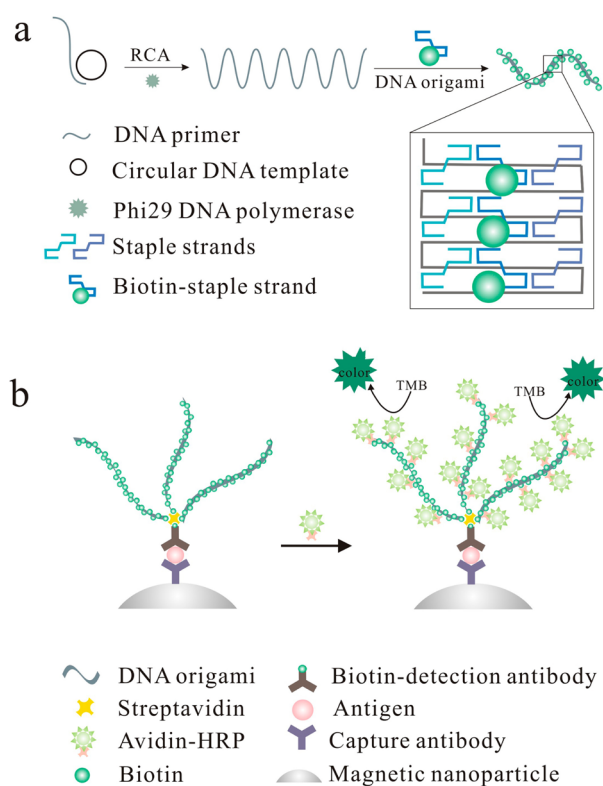 a
RCA
DNA origami
DNA primer
Circular DNA template
Phi29 DNA polymerase
Staple strands
Biotin-staple strand
b
color
TMB
TMB
color
DNA origami
Biotin-detection antibody
Streptavidin
Antigen
Avidin-HRP
Capture antibody
Biotin
Magnetic nanoparticle